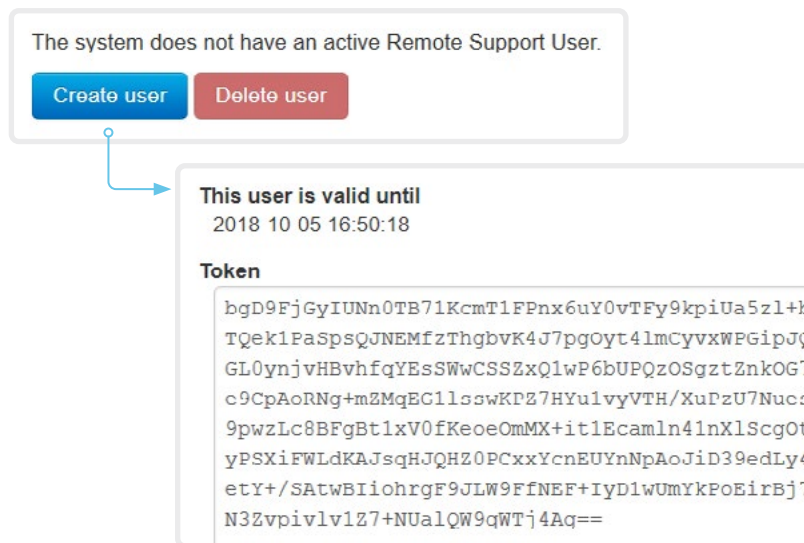 The system does not have an active Remote Support User.
Create user Delete user
This user is valid until
2018 10 05 16:50:18
Token
bgD9FjGyIUNn0TB71KcmT1FPnx6uY0vTFy9kpiUa5zl+
TQek1PaSpsQJNEMfzThgbvK4J7pgOyt4lmCyvxWPGipJ
GL0ynjvHBvhfqYEsSWwCSSZxQ1wP6bUPQzOSgztZnkOG
c9CpAoRNg+mZMqEG1lsswKPZ7HYu1vyVTH/XuPzU7Nuc
9pwzLc8BFgBt1xV0fKeoeOmMX+it1Ecamln41nXlScgO
yPSXiFWLdKAJsqHJQHZ0PCxxYcnEUYnNpAoJiD39edLy
etY+/SAtwBIiohrgF9JLW9FfNEF+IyD1wUmYkPoEirBj
N3Zvpivlv1Z7+NUalQW9qWTj4Ag==